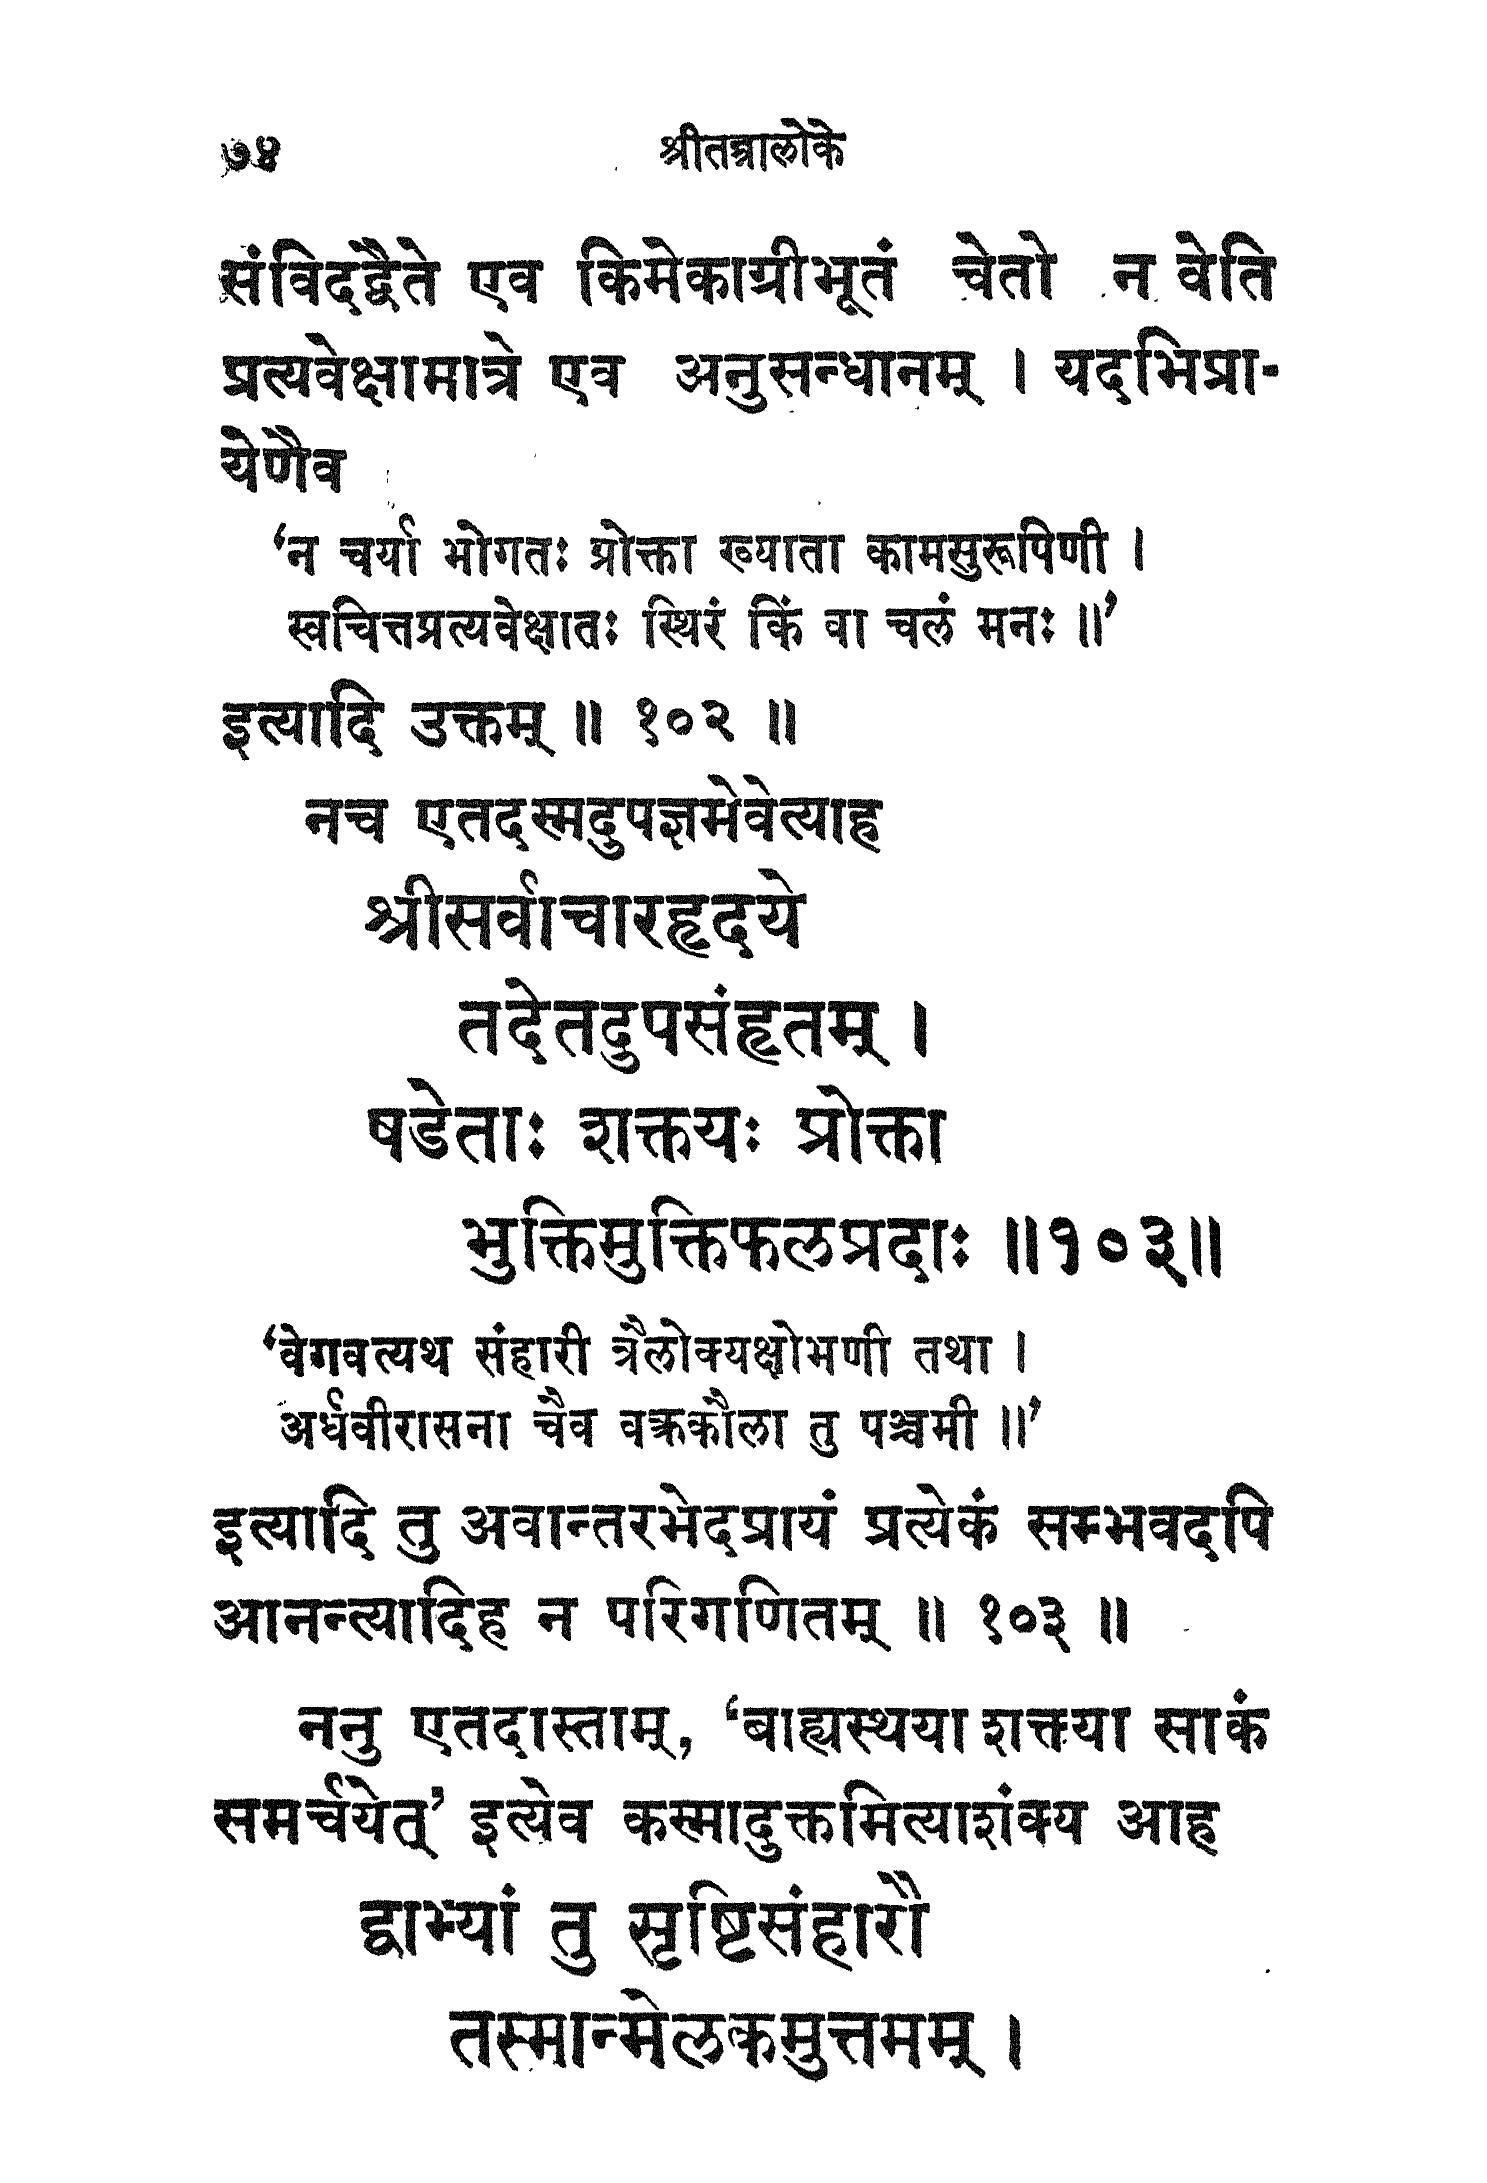 ७४ श्रीतन्त्रालोके
संविदद्वैते एव किमेकाग्रीभूतं चेतो न वेति
प्रत्यवेक्षामात्रे एव अनुसन्धानम् । यदभिप्रा-
येणैव
‘न चर्या भोगतः प्रोक्ता ख्याता कामसुरूपिणी ।
स्वचित्तप्रत्यवेक्षातः स्थिरं किं वा चलं मनः ॥’
इत्यादि उक्तम् ॥ १०२ ॥
नच एतदस्मदुपज्ञमेवेत्याह
श्रीसर्वाचारहृदये
तदेतदुपसंहृतम् ।
षडेताः शक्तयः प्रोक्ता
भुक्तिमुक्तिफलप्रदाः ॥१०३॥
‘वेगवत्यथ संहारी त्रैलोक्यक्षोभणी तथा ।
अर्धवीरासना चैव वक्त्रकौला तु पञ्चमी ॥’
इत्यादि तु अवान्तरभेदप्रायं प्रत्येकं सम्भवदपि
आनन्त्यादिह न परिगणितम् ॥ १०३ ॥
ननु एतदास्ताम्, ‘बाह्यस्थया शक्त्या साकं
समर्चयेत्’ इत्येव कस्मादुक्तमित्याशंक्य आह
द्वाभ्यां तु सृष्टिसंहारौ
तस्मान्मेलकमुत्तमम् ।